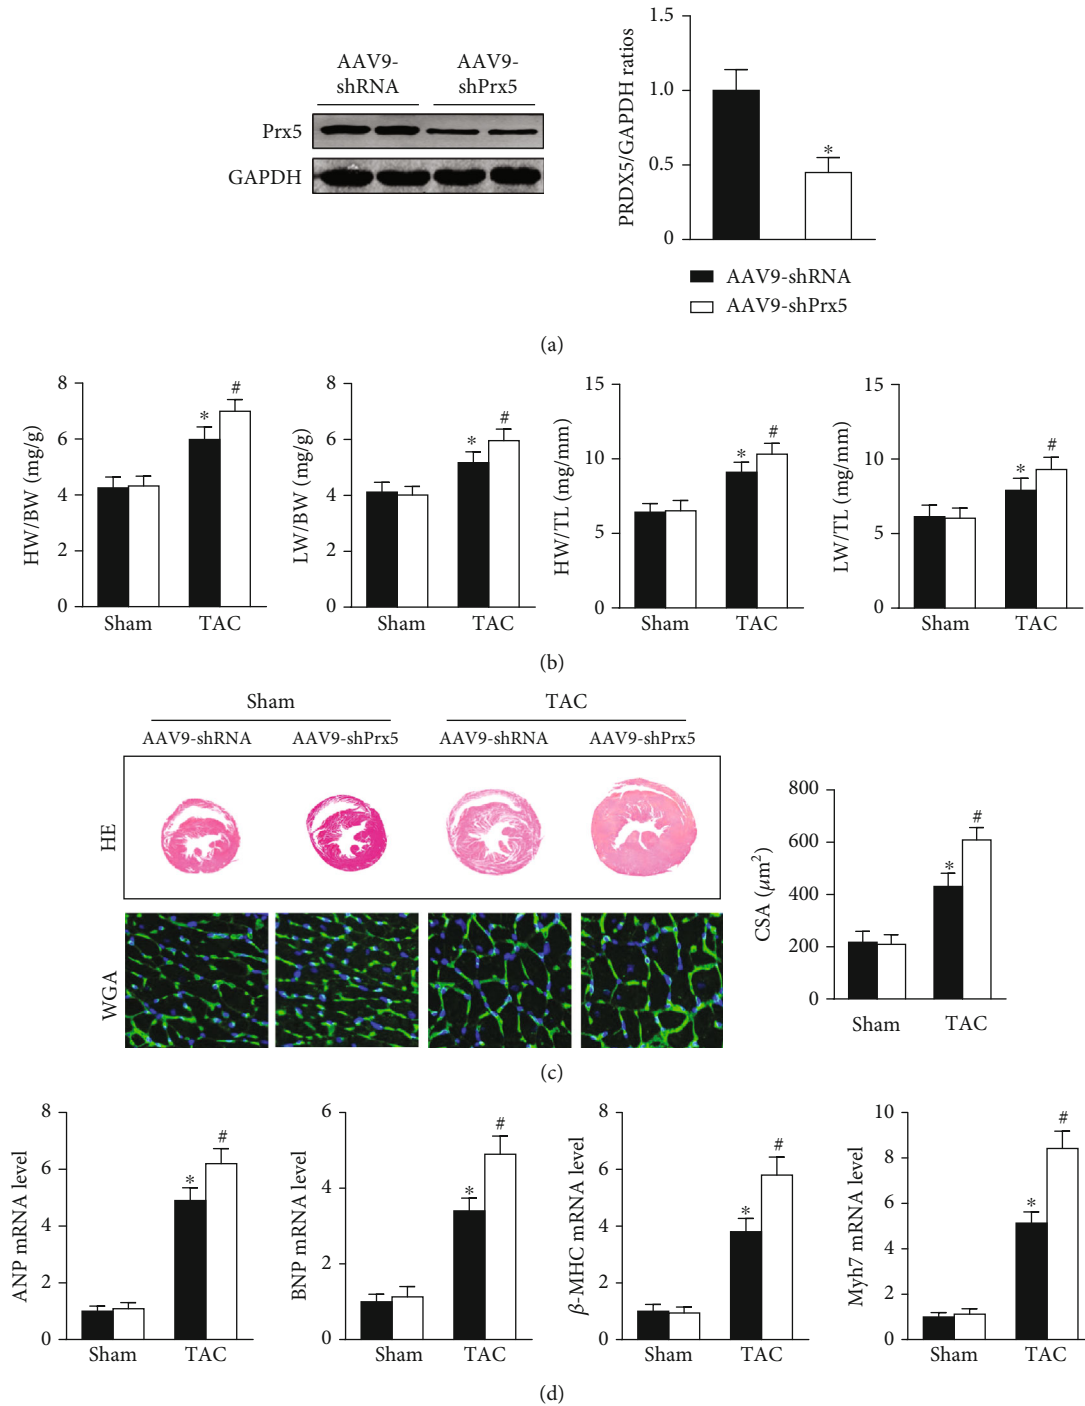 AAV9-
shRNA
AAV9-
shPrx5
Prx5
GAPDH
PRDX5/GAPDH ratios
1.5
1.0
0.5
0
*
AAV9-shRNA
AAV9-shPrx5
(a)
HW/BW (mg/g)
8
6
4
2
0
*
#
Sham
TAC
LW/BW (mg/g)
8
6
4
2
0
*
#
Sham
TAC
HW/TL (mg/mm)
15
10
5
0
*
#
Sham
TAC
LW/TL (mg/mm)
15
10
5
0
*
#
Sham
TAC
(b)
Sham
TAC
AAV9-shRNA
AAV9-shPrx5
AAV9-shRNA
AAV9-shPrx5
HE
WGA
CSA (μm²)
800
600
400
200
0
*
#
Sham
TAC
(c)
ANP mRNA level
8
6
4
2
0
*
#
Sham
TAC
BNP mRNA level
6
4
2
0
*
#
Sham
TAC
β-MHC mRNA level
8
6
4
2
0
*
#
Sham
TAC
Myh7 mRNA level
10
8
6
4
2
0
*
#
Sham
TAC
(d)